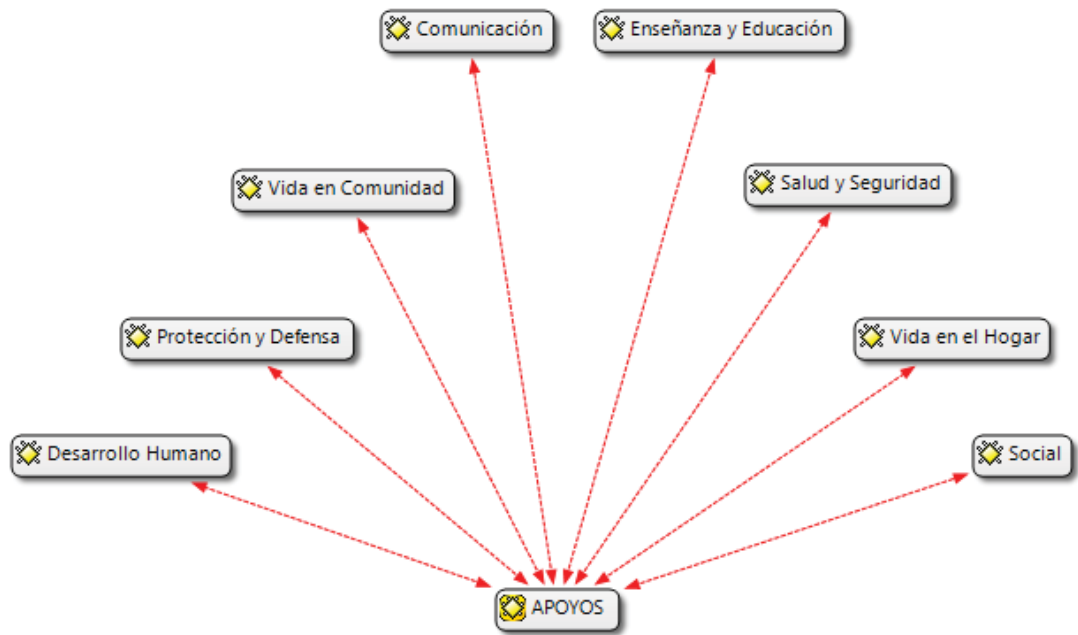 Comunicación
Enseñanza y Educación
Vida en Comunidad
Salud y Seguridad
Protección y Defensa
Vida en el Hogar
Desarrollo Humano
Social
APOYOS